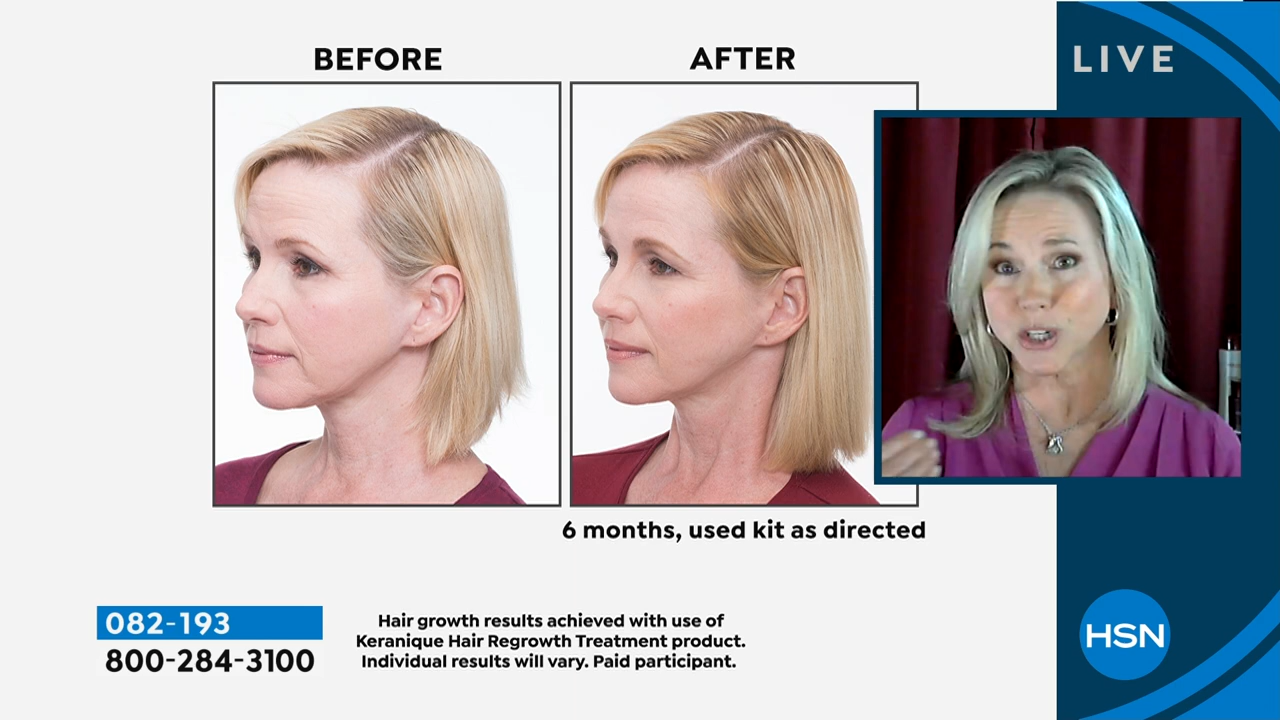 BEFORE
AFTER
LIVE
6 months, used kit as directed
082-193
800-284-3100
Hair growth results achieved with use of
Keranique Hair Regrowth Treatment product.
Individual results will vary. Paid participant.
HSN